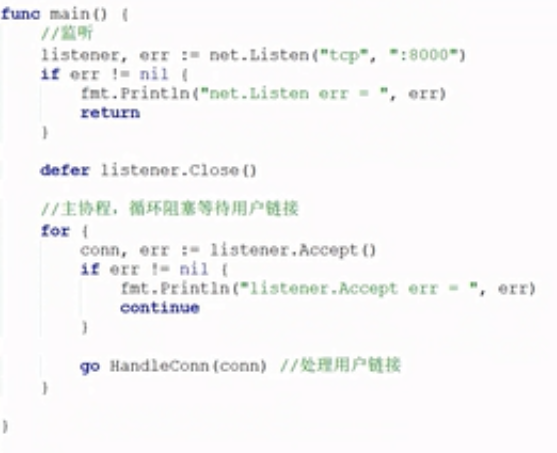 func main() {
//监听
listener, err := net.Listen("tcp", ":8000")
if err != nil {
fmt.Println("net.Listen err = ", err)
return
}
defer listener.Close()
//主协程，循环阻塞等待用户链接
for {
conn, err := listener.Accept()
if err != nil {
fmt.Println("listener.Accept err = ", err)
continue
}
go HandleConn(conn) //处理用户链接
}
}